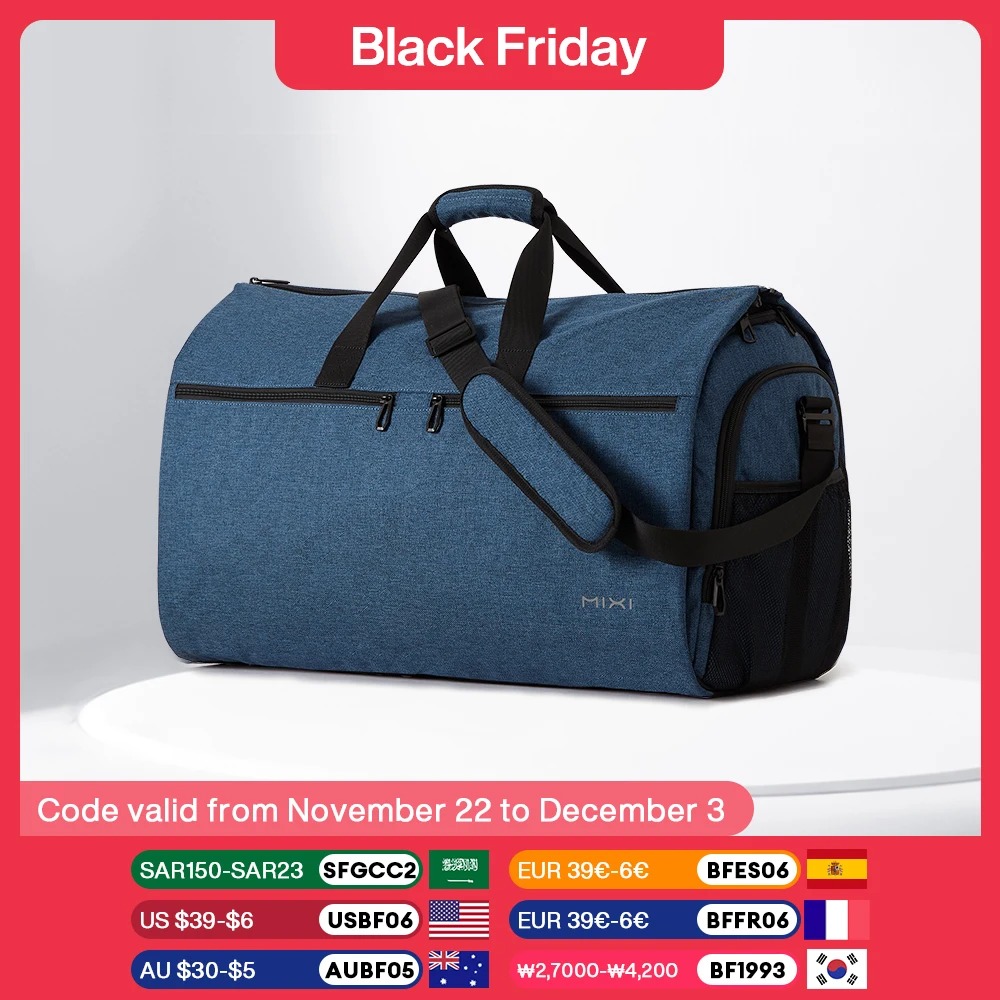 Black Friday
MIXI
Code valid from November 22 to December 3
SAR150-SAR23 SFGCC2
EUR 39€-6€ BFES06
US $39-$6 USBF06
EUR 39€-6€ BFFR06
AU $30-$5 AUBF05
₩2,7000-₩4,200 BF1993